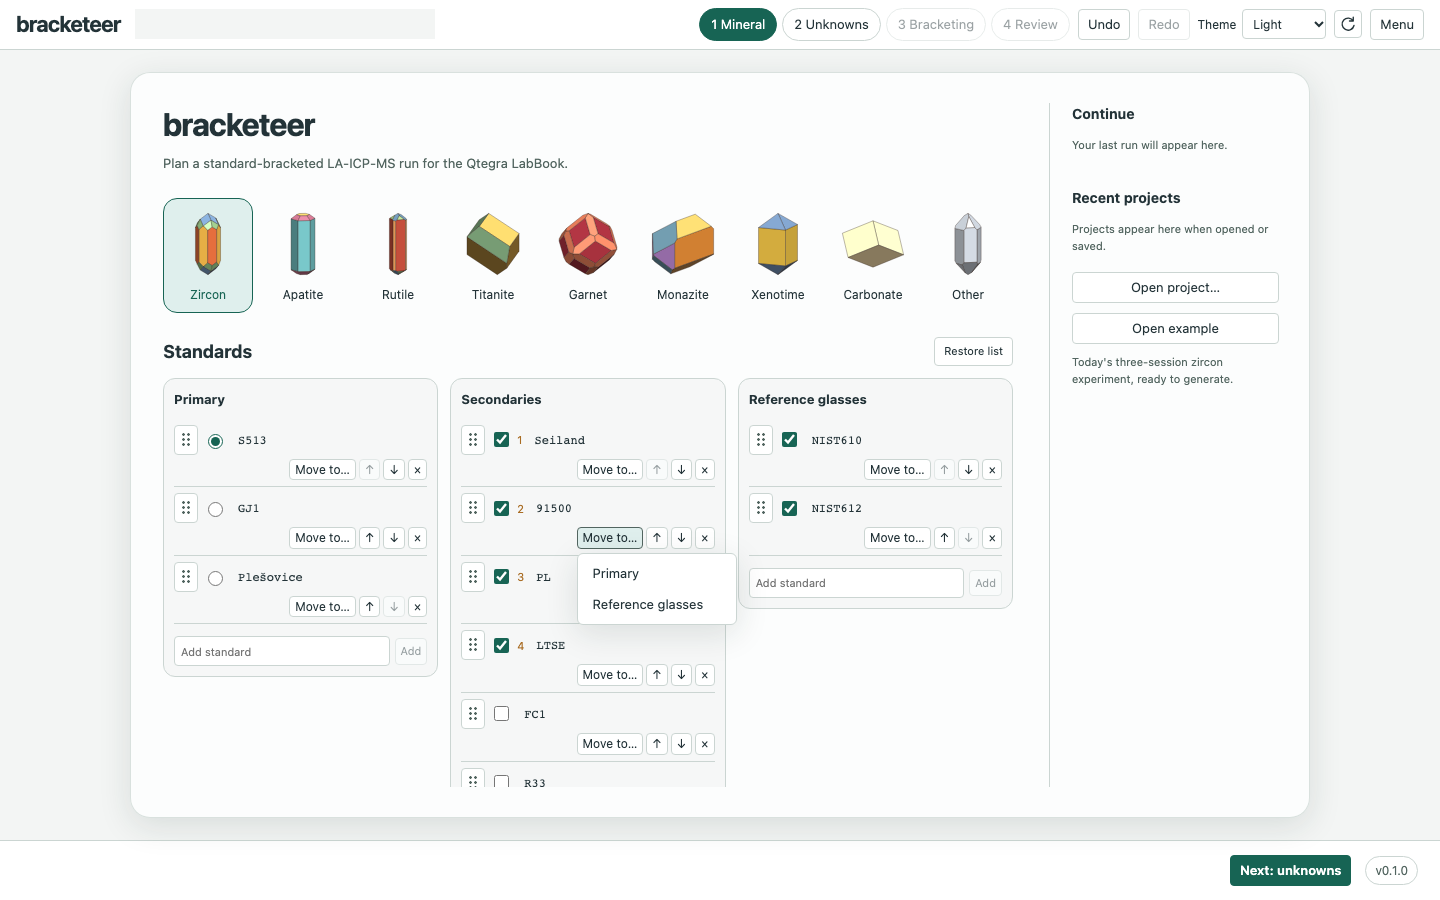 bracketeer
1 Mineral
2 Unknowns
3 Bracketing
4 Review
Undo
Redo
Theme
Light
Menu
bracketeer
Plan a standard-bracketed LA-ICP-MS run for the Qtegra LabBook.
Zircon
Apatite
Rutile
Titanite
Garnet
Monazite
Xenotime
Carbonate
Other
Standards
Restore list
Primary
S513
Move to... ↑ ↓ ×
GJ1
Move to... ↑ ↓ ×
Plešovice
Move to... ↑ ↓ ×
Add standard
Add
Secondaries
1 Seiland
Move to... ↑ ↓ ×
2 91500
Move to... ↑ ↓ ×
Primary
Reference glasses
3 PL
4 LTSE
Move to... ↑ ↓ ×
FC1
Move to... ↑ ↓ ×
R33
Reference glasses
NIST610
Move to... ↑ ↓ ×
NIST612
Move to... ↑ ↓ ×
Add standard
Add
Continue
Your last run will appear here.
Recent projects
Projects appear here when opened or
saved.
Open project...
Open example
Today's three-session zircon
experiment, ready to generate.
Next: unknowns
v0.1.0